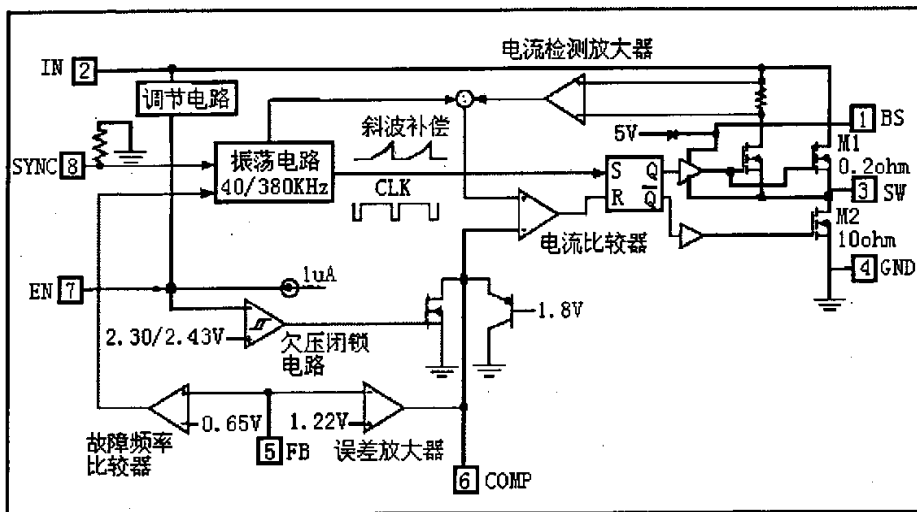 电流检测放大器
IN 2
调节电路
5V
1 BS
斜波补偿
M1
0.2ohm
SYNC 8
振荡电路
40/380KHz
CLK
S Q
R Q
3 SW
M2
10ohm
电流比较器
4 GND
EN 7
1uA
1.8V
2.30/2.43V
欠压闭锁
电路
0.65V
1.22V
故障频率
比较器
5 FB
误差放大器
6 COMP